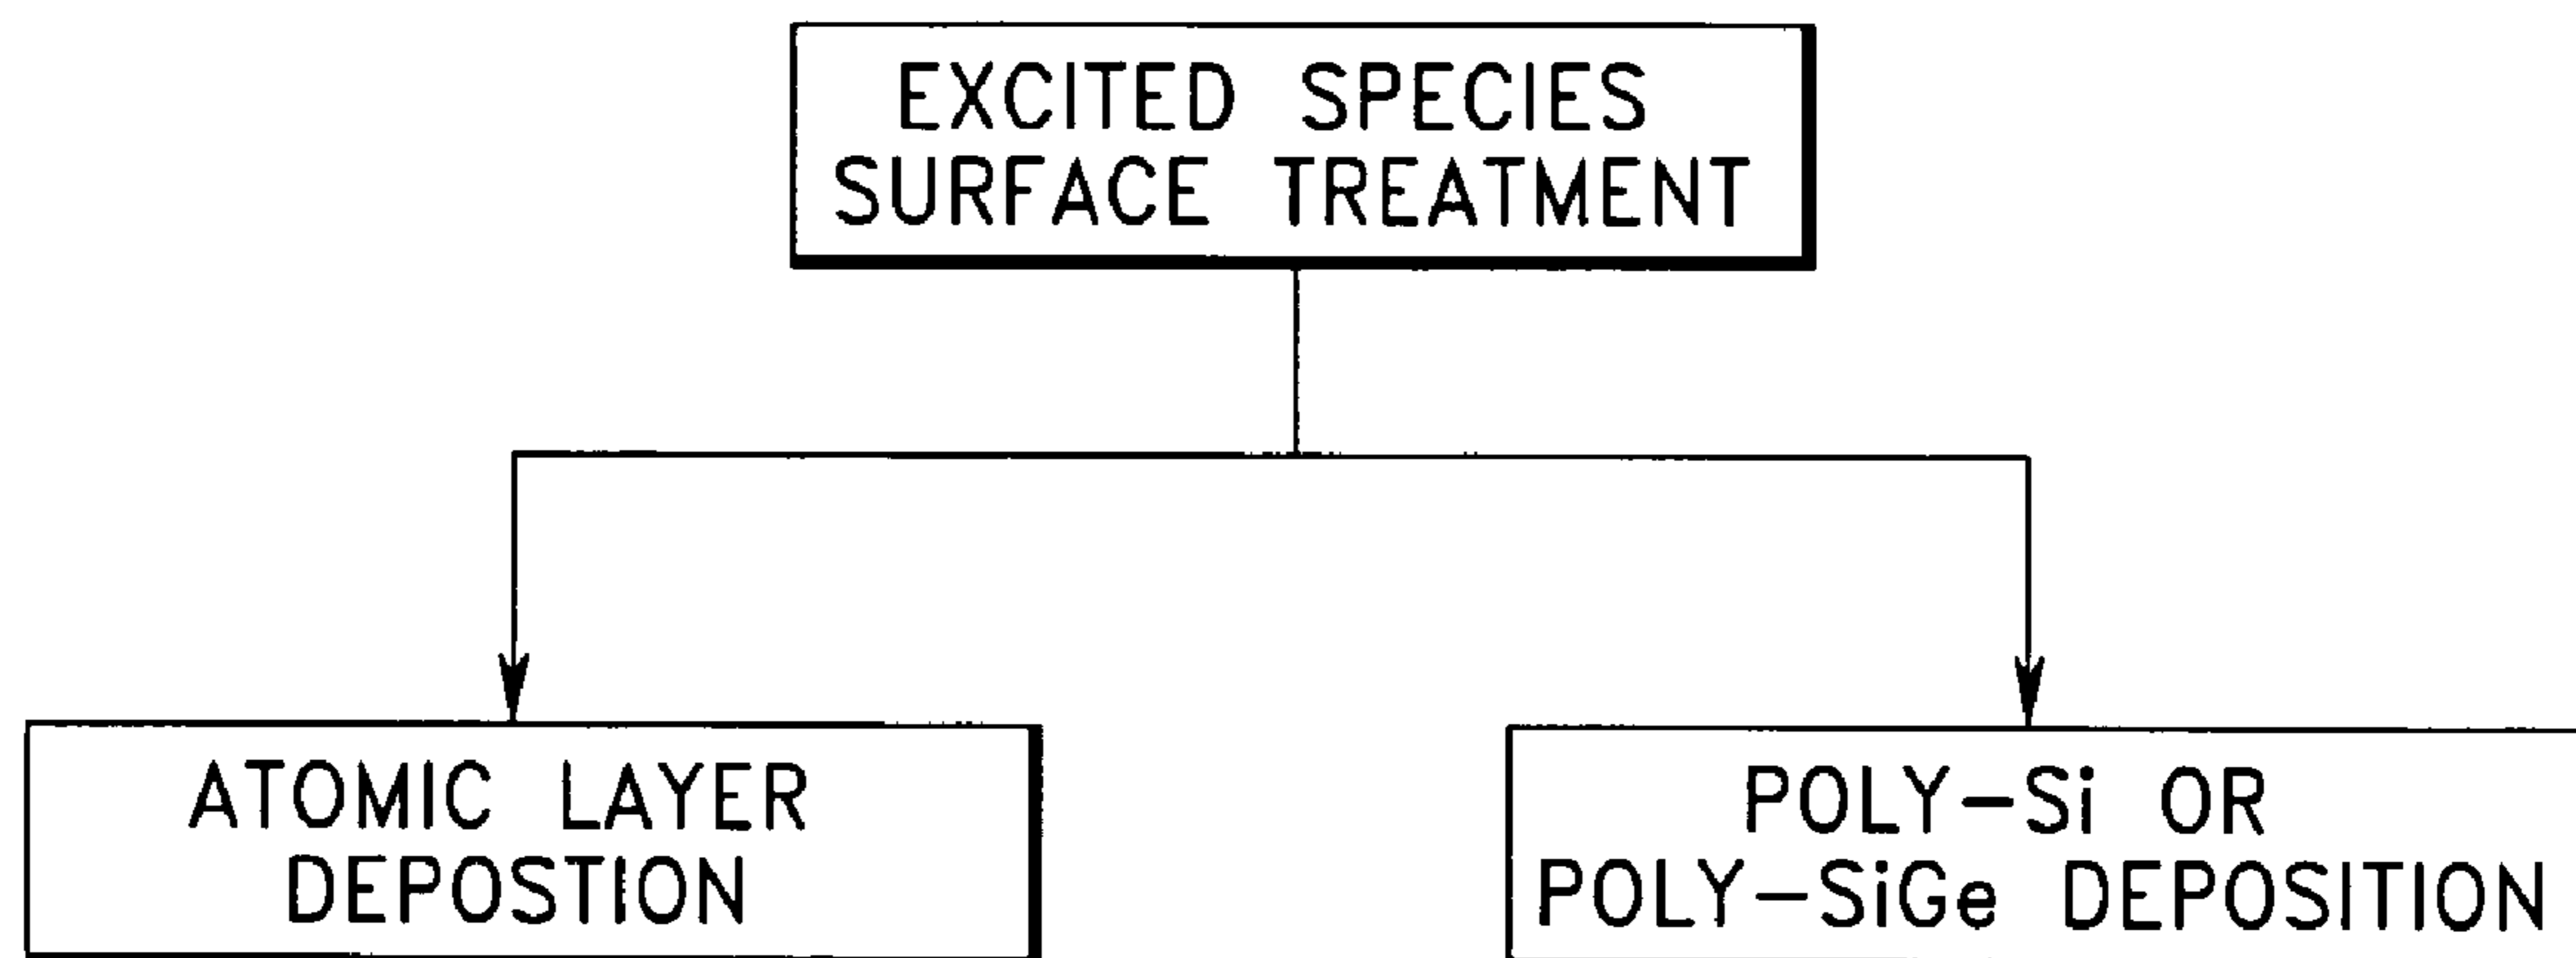 EXCITED SPECIES
SURFACE TREATMENT
ATOMIC LAYER
DEPOSTION
POLY-Si OR
POLY-SiGe DEPOSITION